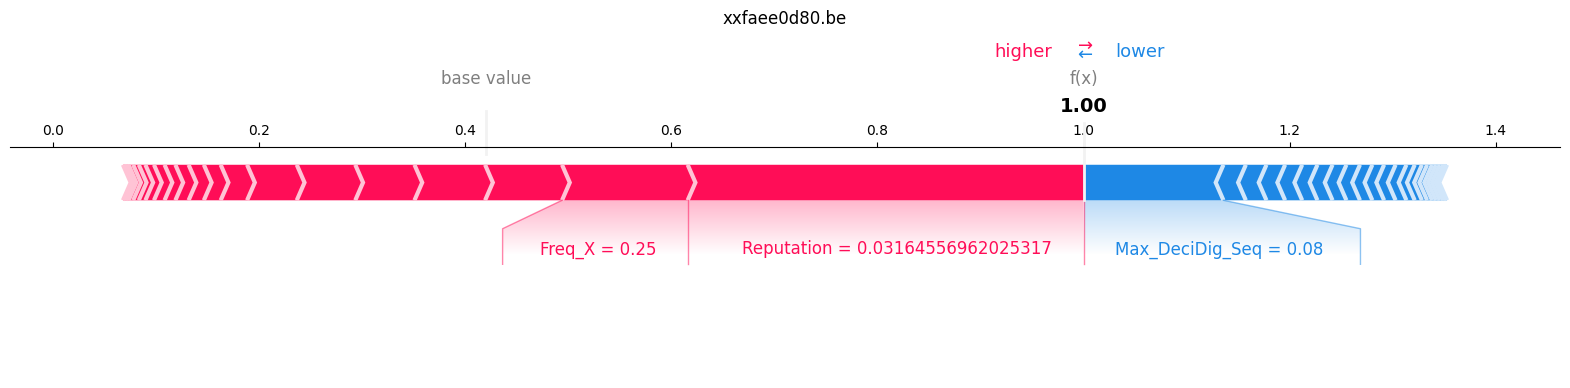 xxfaee0d80.be
higher ⇄ lower
base value f(x)
1.00
0.0 0.2 0.4 0.6 0.8 1.0 1.2 1.4
Freq_X = 0.25 Reputation = 0.03164556962025317 Max_DeciDig_Seq = 0.08